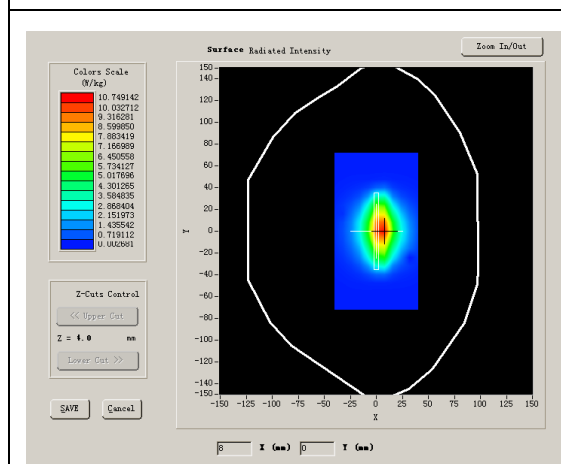 Surface Radiated Intensity
Zoom In/Out
Colors Scale
(W/kg)
10.749142
10.032712
9.316281
8.599850
7.883419
7.166989
6.450558
5.734127
5.017696
4.301265
3.584835
2.868404
2.151973
1.435542
0.719112
0.002681
150
140
120
100
80
60
40
20
0
-20
-40
-60
-80
-100
-120
-140
-150
Y
-150 -125 -100 -75 -50 -25 0 25 50 75 100 125 150
X
Z-Cuts Control
<< Upper Cut
Z = 4.0 mm
Lower Cut >>
SAVE Cancel
8 X (mm) 0 Y (mm)